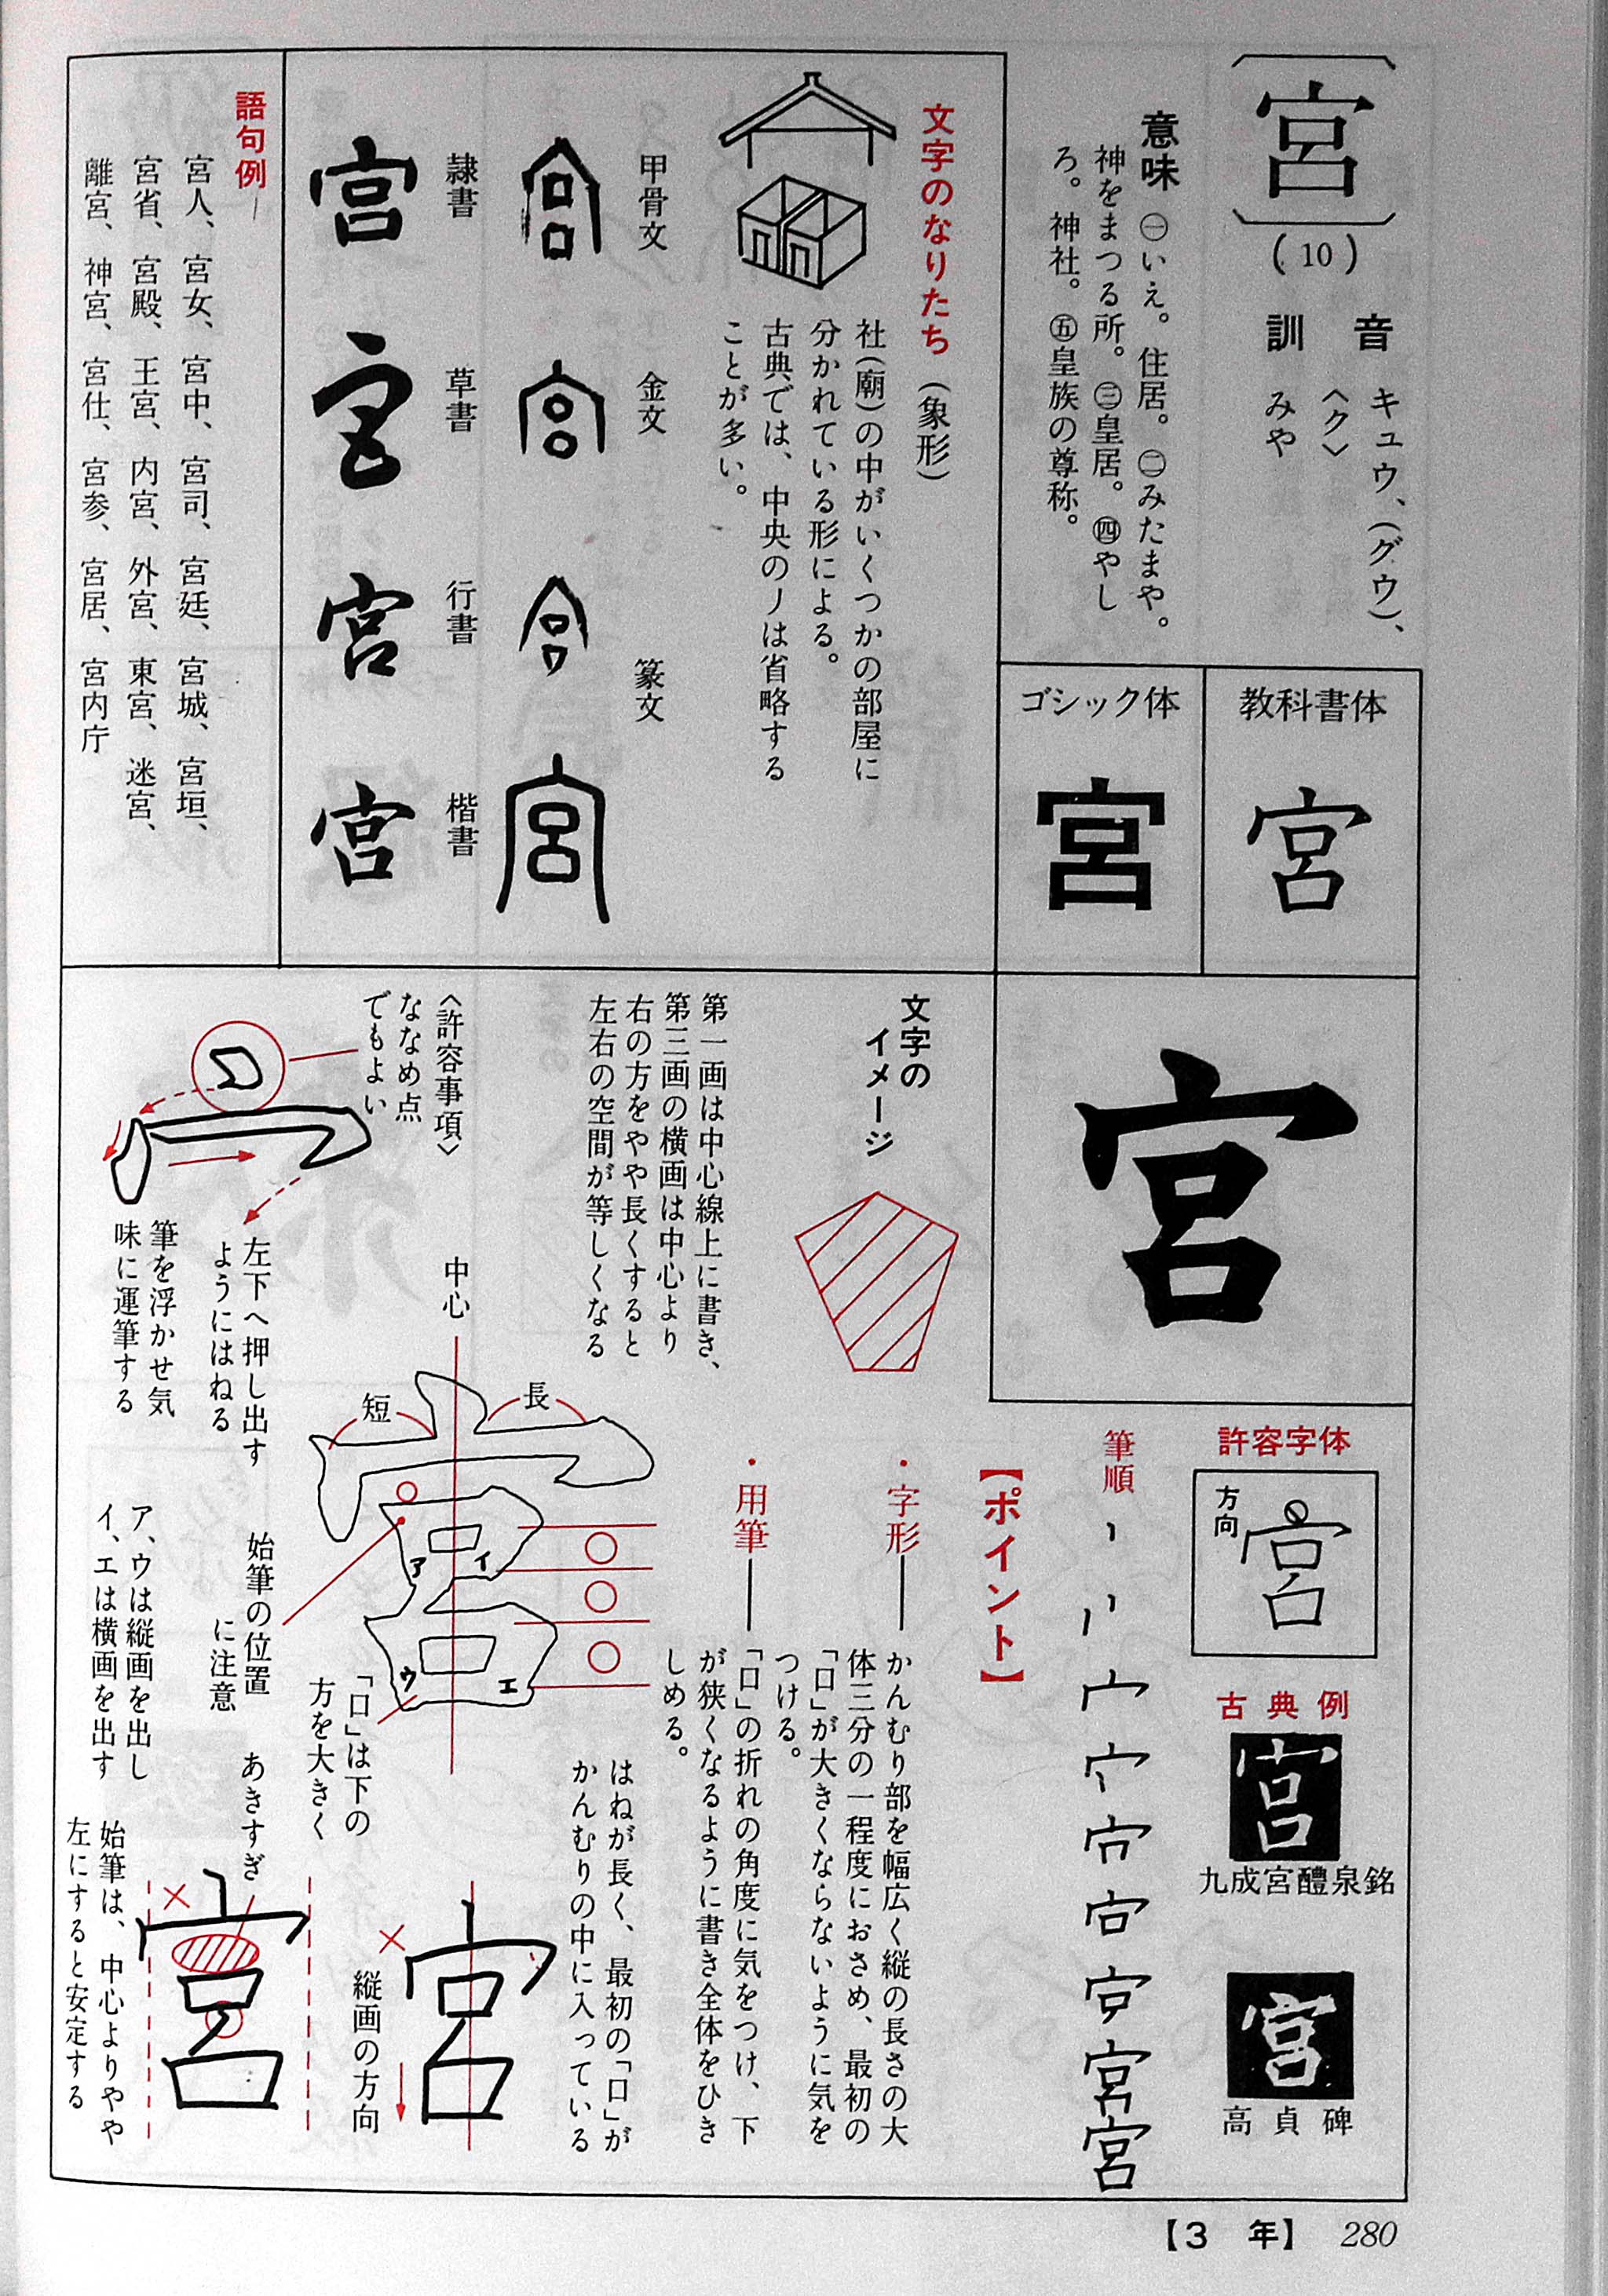 宮
(10)
音 キュウ、(グウ)、
〈ク〉
訓 みや
意味 ㊀いえ。住居。㊁みたまや。
神をまつる所。㊂皇居。㊃やし
ろ。神社。㊄皇族の尊称。
教科書体
宮
ゴシック体
宮
文字のなりたち(象形)
社(廟)の中がいくつかの部屋に
分かれている形による。
古典では、中央のノは省略する
ことが多い。
甲骨文
金文
篆文
隷書
草書
行書
楷書
宮
宮
宮
宮
語句例
宮人、宮女、宮中、宮司、宮廷、宮城、宮垣、
宮省、宮殿、王宮、内宮、外宮、東宮、迷宮、
離宮、神宮、宮仕、宮参、宮居、宮内庁
宮
許容字体
方向
宮
古典例
宮
九成宮醴泉銘
宮
高貞碑
筆順
宮
【ポイント】
・字形──かんむり部を幅広く縦の長さの大
体三分の一程度におさめ、最初の
「口」が大きくならないように気を
つける。
・用筆──「口」の折れの角度に気をつけ、下
が狭くなるように書き全体をひき
しめる。
文字の
イメージ
第一画は中心線上に書き、
第三画の横画は中心より
右の方をやや長くすると
左右の空間が等しくなる
〈許容事項〉
ななめ点
でもよい
左下へ押し出す
ようにはねる
筆を浮かせ気
味に運筆する
中心
長
短
ア
イ
ウ
エ
始筆の位置
に注意
ア、ウは縦画を出し
イ、エは横画を出す
「口」は下の
方を大きく
はねが長く、最初の「口」が
かんむりの中に入っている
縦画の方向
あきすぎ
始筆は、中心よりやや
左にすると安定する
【3 年】 280